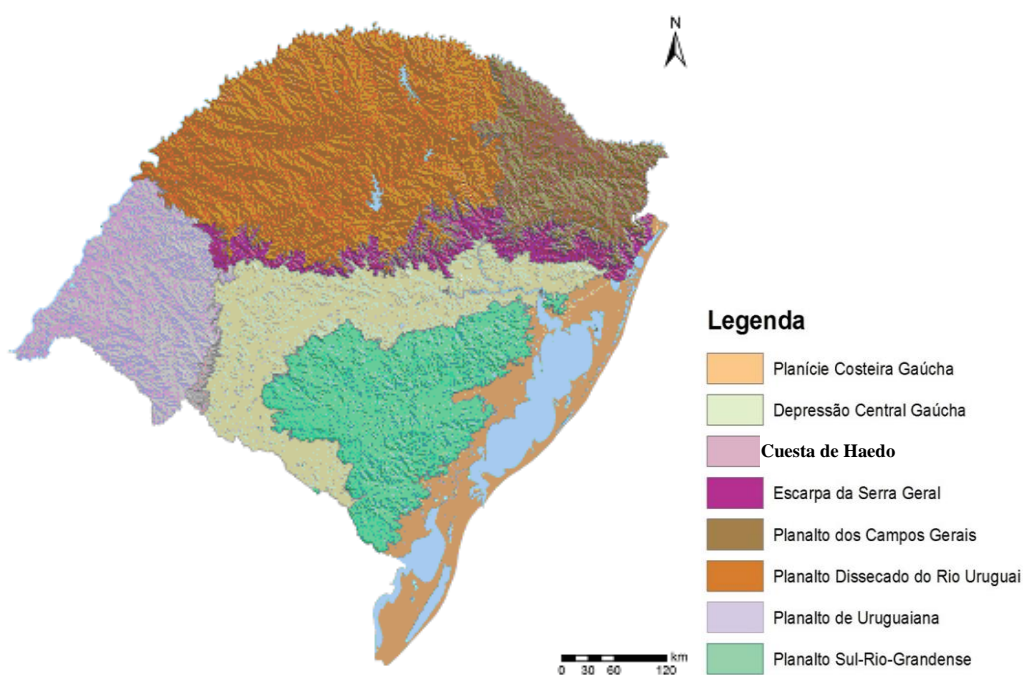 N
Legenda
Planície Costeira Gaúcha
Depressão Central Gaúcha
Cuesta de Haedo
Escarpa da Serra Geral
Planalto dos Campos Gerais
Planalto Dissecado do Rio Uruguai
Planalto de Uruguaiana
Planalto Sul-Rio-Grandense
km
0 30 60 120